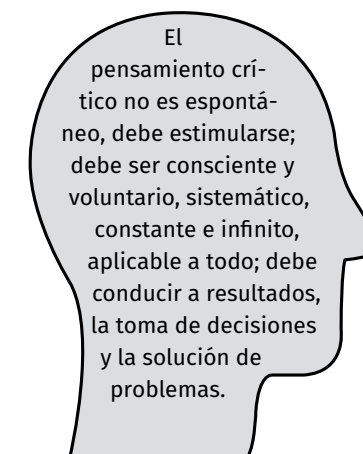 El
pensamiento crí-
tico no es espontá-
neo, debe estimularse;
debe ser consciente y
voluntario, sistemático,
constante e infinito,
aplicable a todo; debe
conducir a resultados,
la toma de decisiones
y la solución de
problemas.